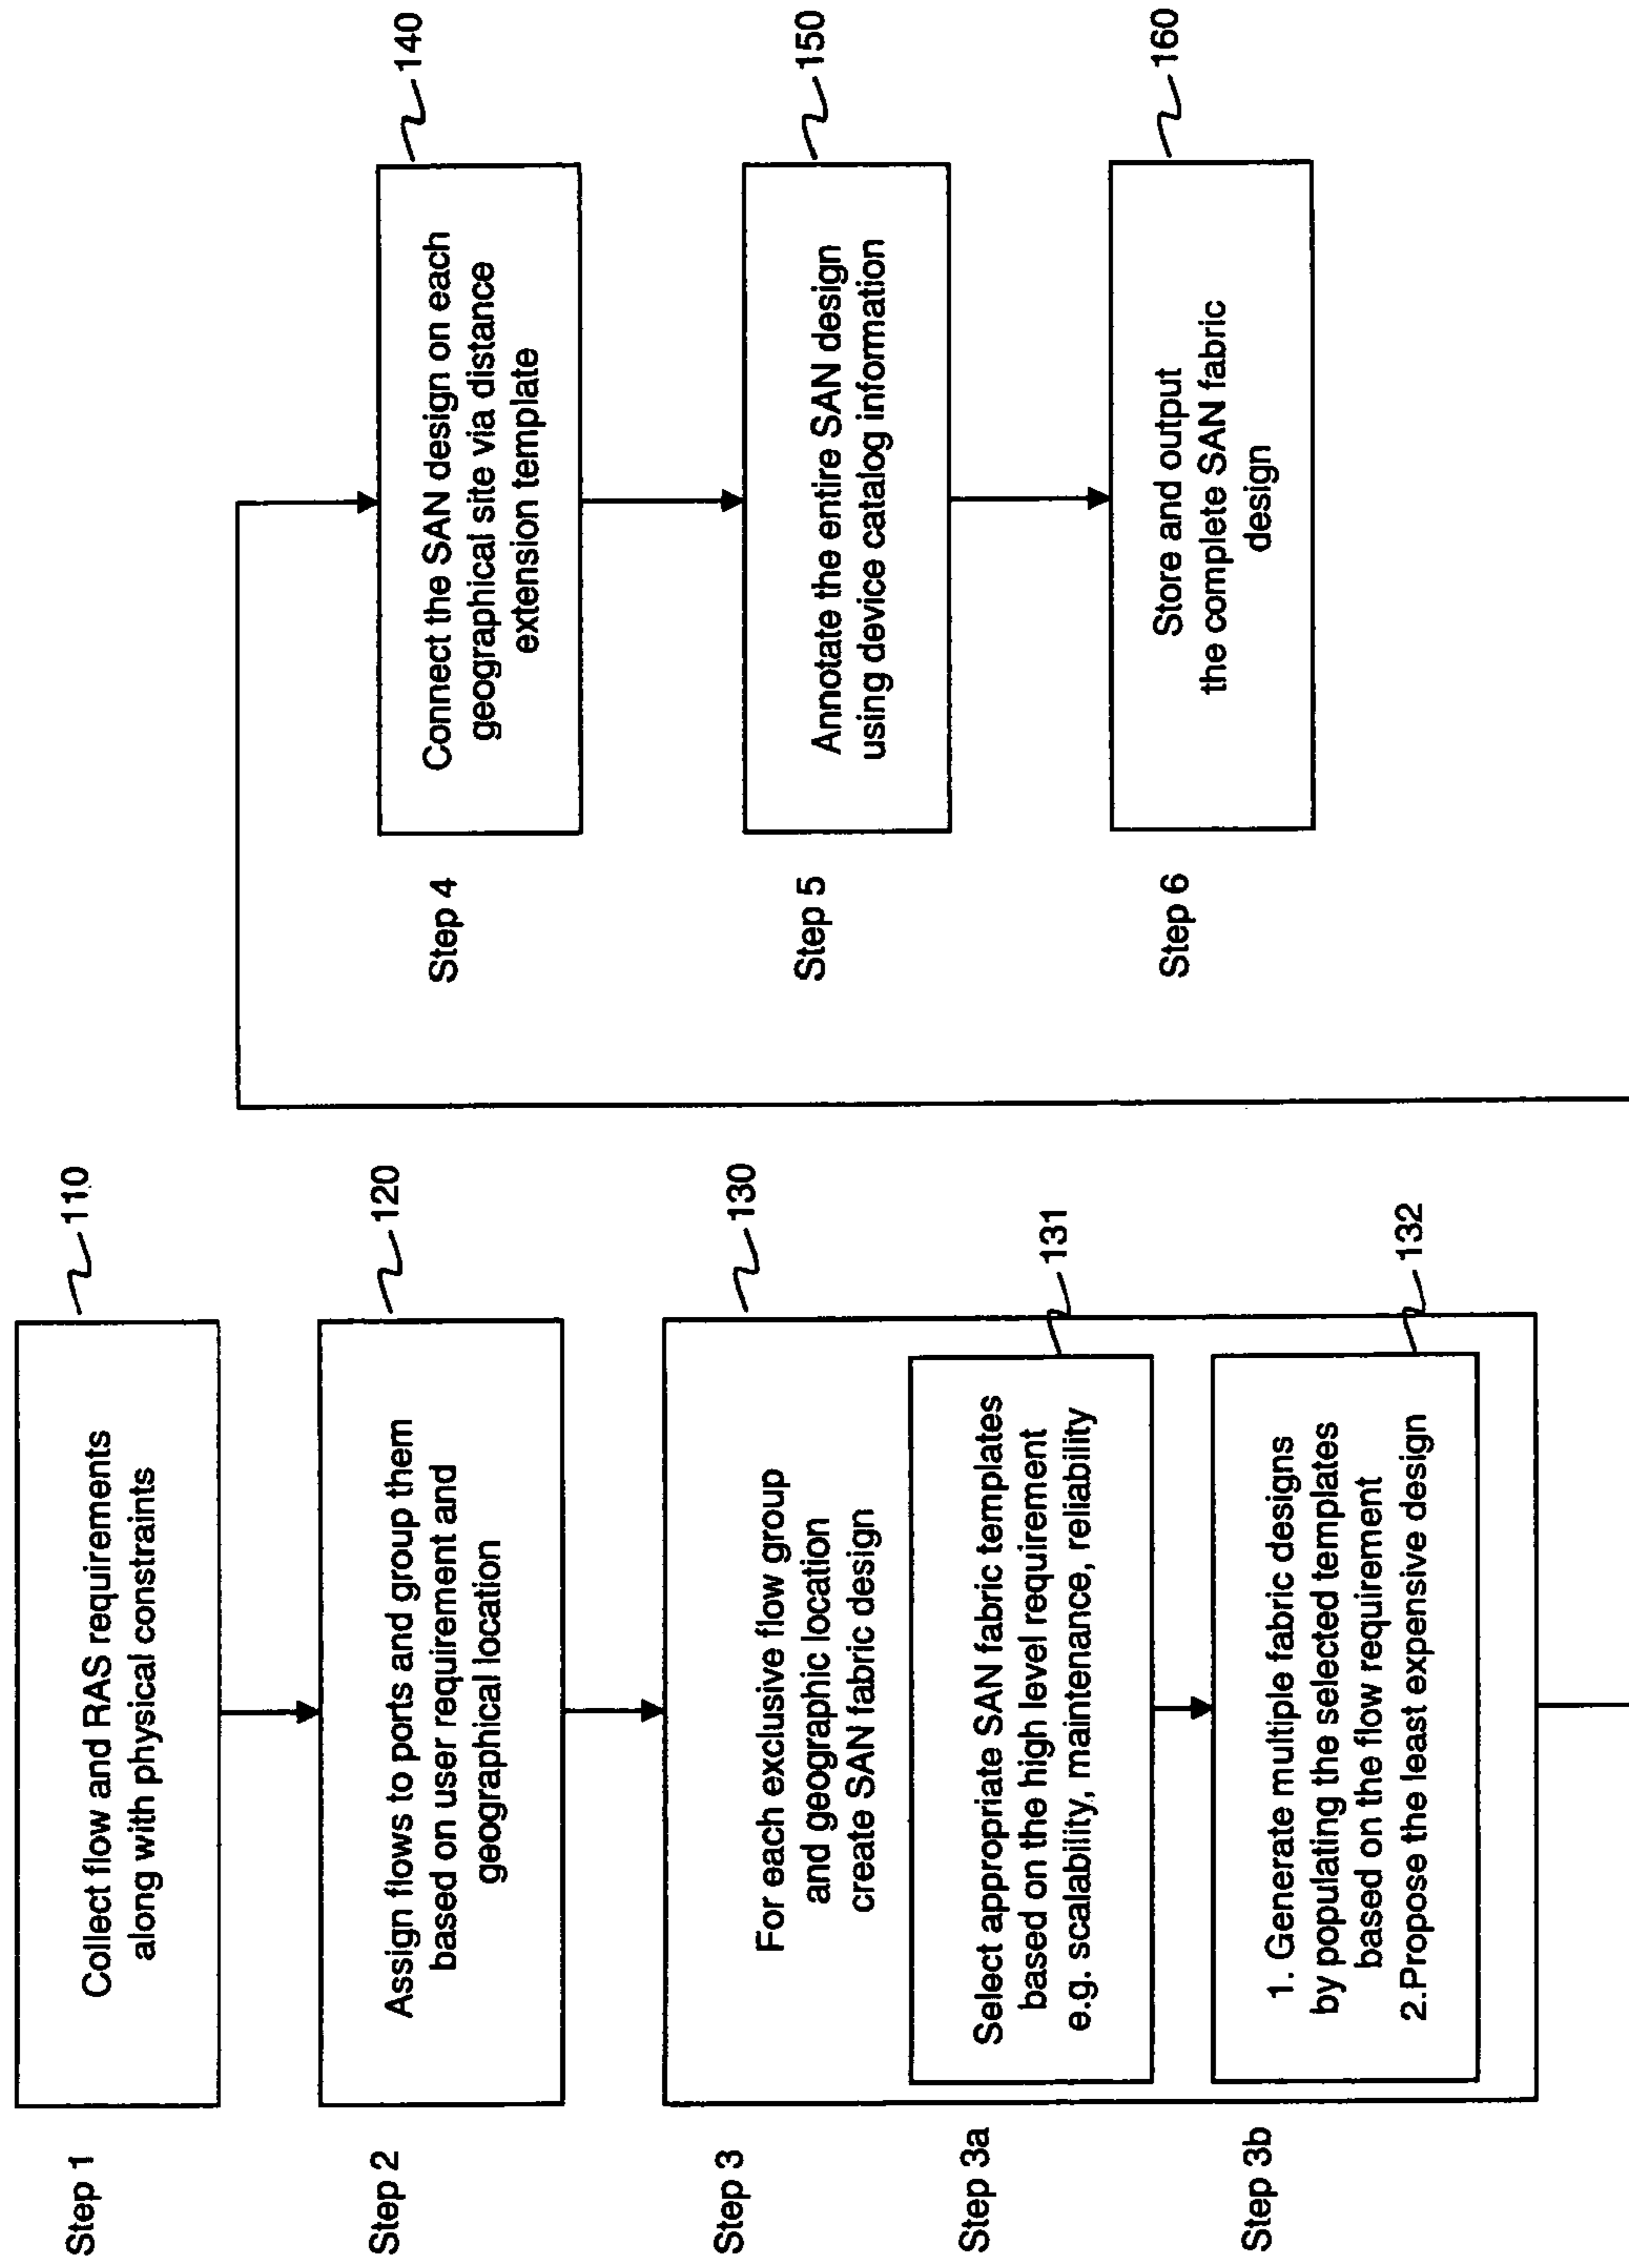 Step 1
Collect flow and RAS requirements
along with physical constraints
110
Step 2
Assign flows to ports and group them
based on user requirement and
geographical location
120
Step 3
For each exclusive flow group
and geographic location
create SAN fabric design
130
Step 3a
Select appropriate SAN fabric templates
based on the high level requirement
e.g. scalability, maintenance, reliability
131
Step 3b
1. Generate multiple fabric designs
by populating the selected templates
based on the flow requirement
2.Propose the least expensive design
132
Step 4
Connect the SAN design on each
geographical site via distance
extension template
140
Step 5
Annotate the entire SAN design
using device catalog information
150
Step 6
Store and output
the complete SAN fabric
design
160